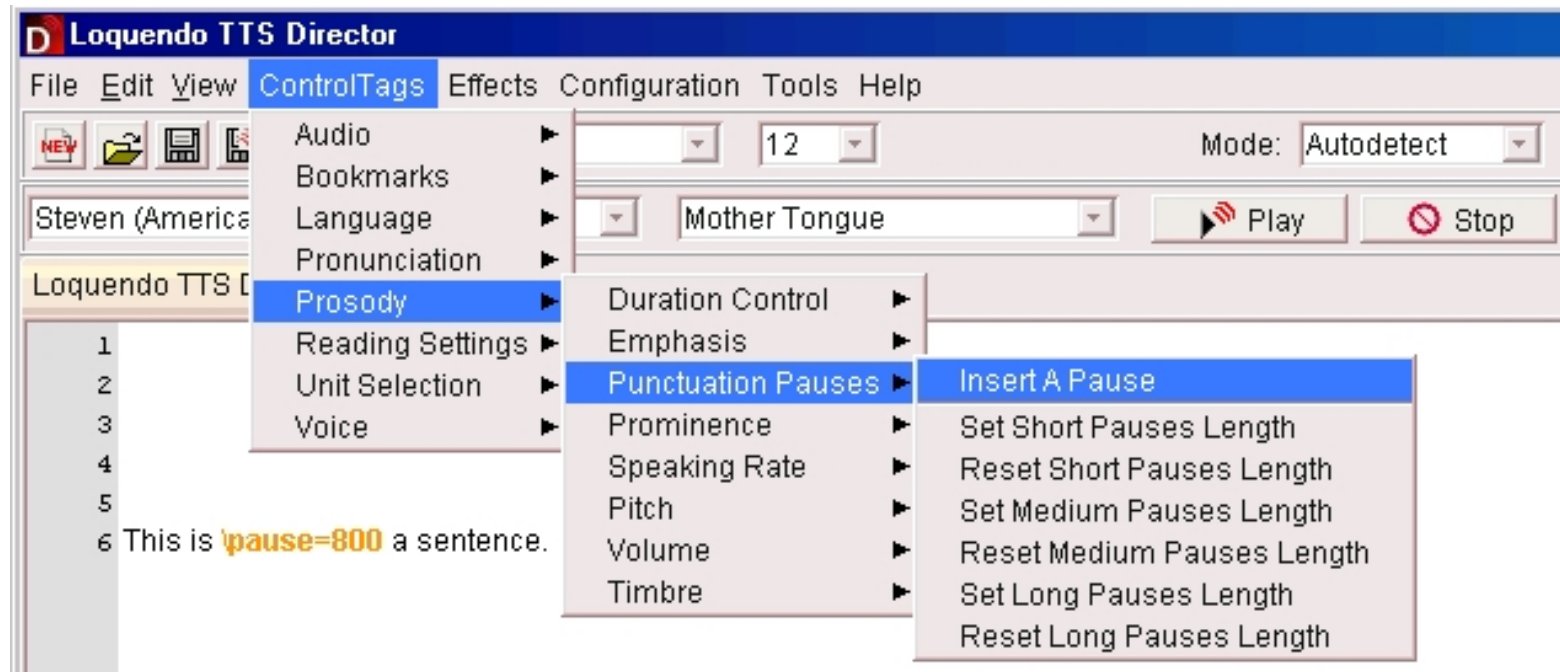 Loquendo TTS Director
File Edit View ControlTags Effects Configuration Tools Help
NEW
12
Mode: Autodetect
Steven (America
Mother Tongue
Play
Stop
Loquendo TTS D
Audio
Bookmarks
Language
Pronunciation
Prosody
Reading Settings
Unit Selection
Voice
Duration Control
Emphasis
Punctuation Pauses
Prominence
Speaking Rate
Pitch
Volume
Timbre
Insert A Pause
Set Short Pauses Length
Reset Short Pauses Length
Set Medium Pauses Length
Reset Medium Pauses Length
Set Long Pauses Length
Reset Long Pauses Length
1
2
3
4
5
6 This is \pause=800 a sentence.